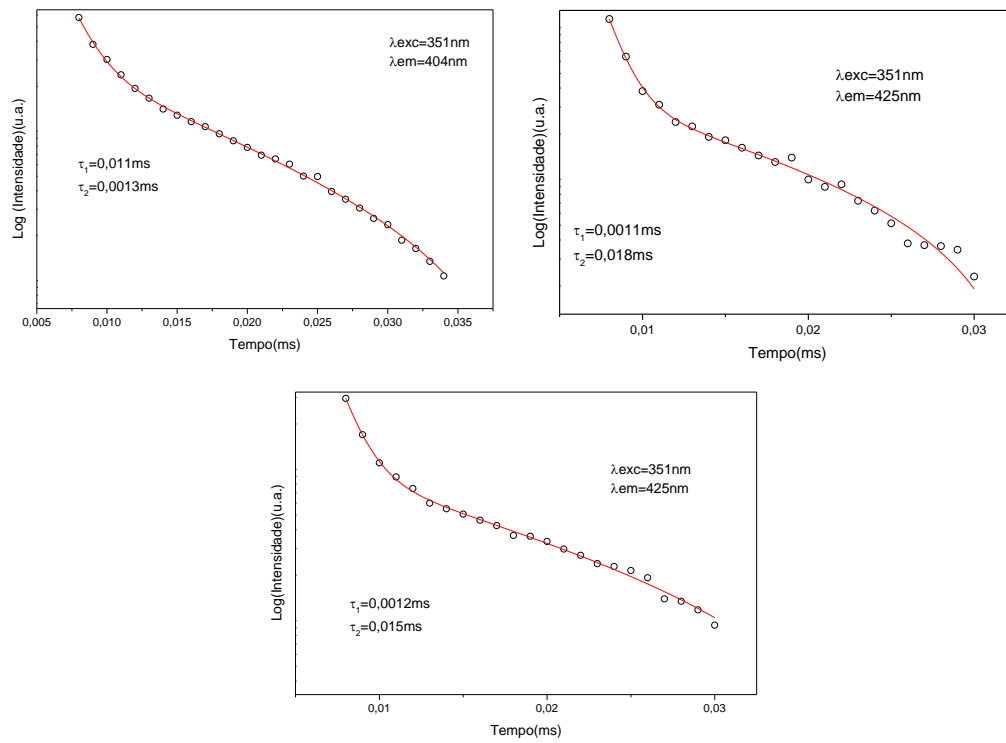 Log (Intensidade)(u.a.)
λexc=351nm
λem=404nm
τ1=0,011ms
τ2=0,0013ms
0,005 0,010 0,015 0,020 0,025 0,030 0,035
Tempo(ms)
Log(Intensidade)(u.a.)
λexc=351nm
λem=425nm
τ1=0,0011ms
τ2=0,018ms
0,01 0,02 0,03
Tempo(ms)
Log(Intensidade)(u.a.)
λexc=351nm
λem=425nm
τ1=0,0012ms
τ2=0,015ms
0,01 0,02 0,03
Tempo(ms)